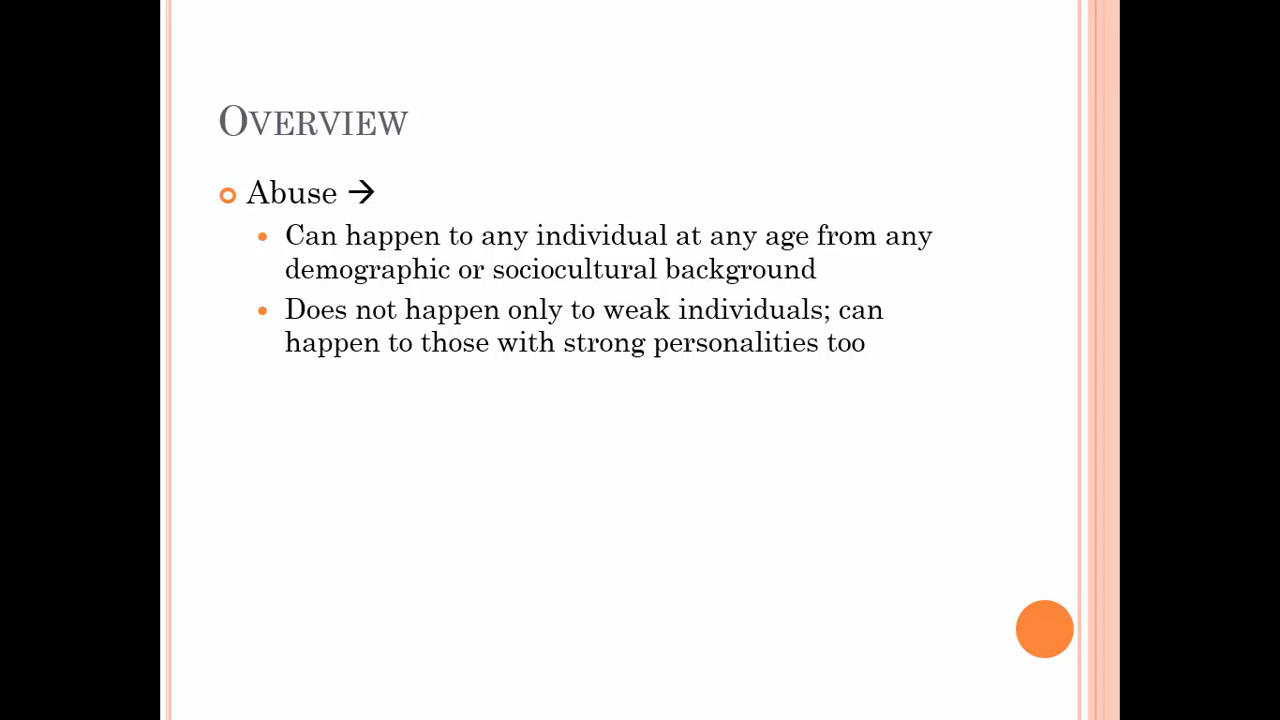 Overview
Abuse →
Can happen to any individual at any age from any
demographic or sociocultural background
Does not happen only to weak individuals; can
happen to those with strong personalities too